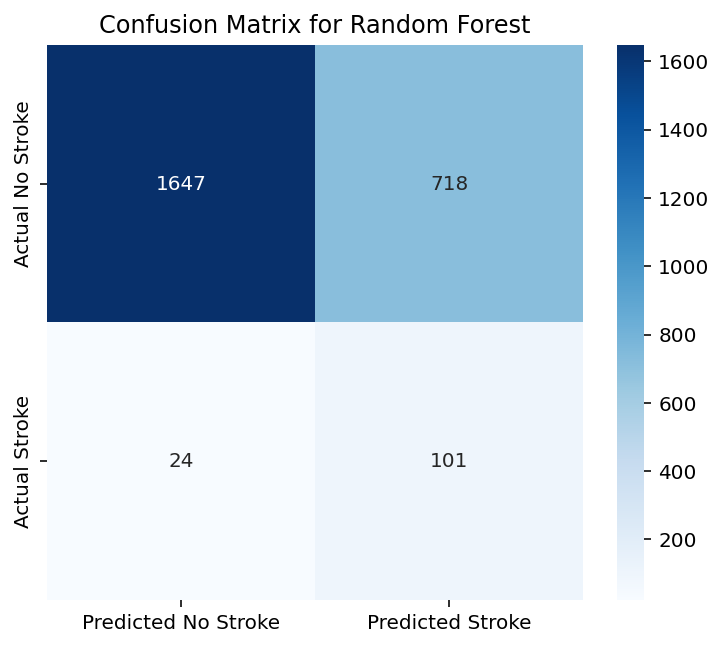 Confusion Matrix for Random Forest
Actual No Stroke
1647
718
Actual Stroke
24
101
Predicted No Stroke
Predicted Stroke
1600
1400
1200
1000
800
600
400
200